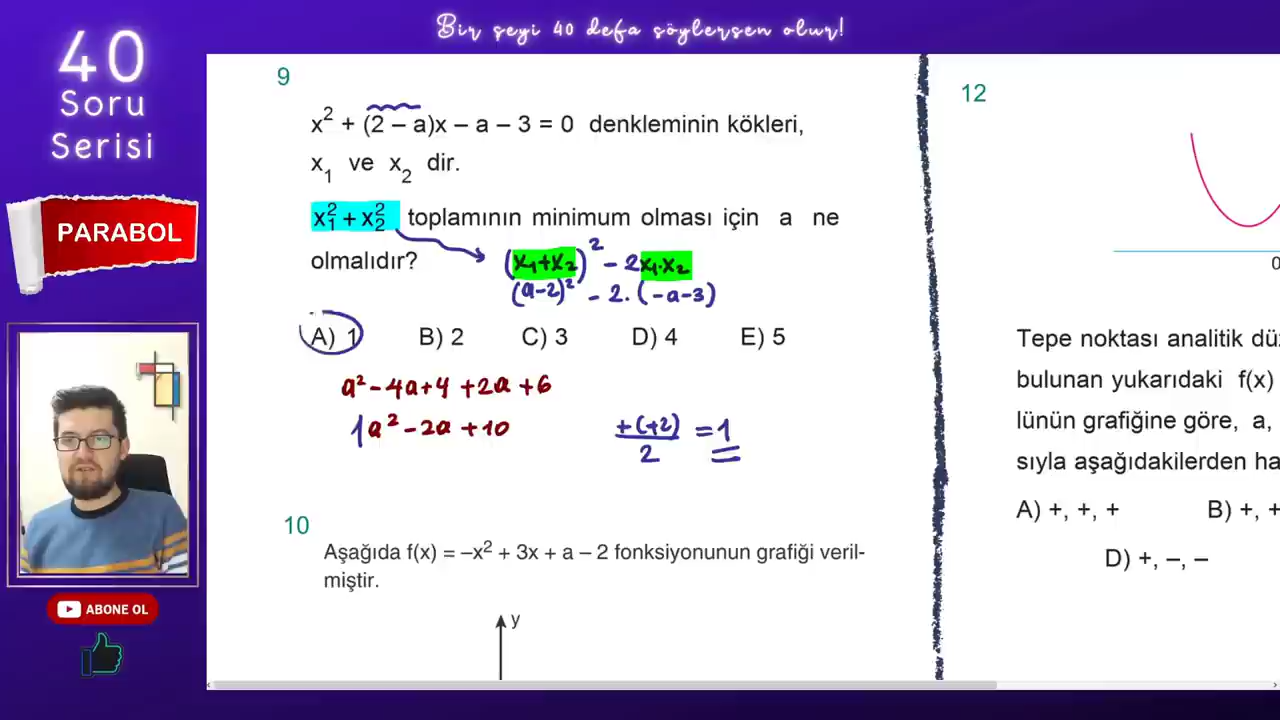 Bir şeyi 40 defa söylersen olur!
40
Soru
Serisi
PARABOL
ABONE OL
9
x² + (2 – a)x – a – 3 = 0 denkleminin kökleri,
x₁ ve x₂ dir.
x₁² + x₂² toplamının minimum olması için a ne
olmalıdır?
(x₁+x₂)² – 2x₁.x₂
(a-2)² – 2.(-a-3)
A) 1 B) 2 C) 3 D) 4 E) 5
a² – 4a+4 +2a +6
1a² – 2a +10
+(+2)/2 = 1
10
Aşağıda f(x) = –x² + 3x + a – 2 fonksiyonunun grafiği veril-
miştir.
y
12
0
Tepe noktası analitik dü
bulunan yukarıdaki f(x)
lünün grafiğine göre, a,
sıyla aşağıdakilerden ha
A) +, +, + B) +, +
D) +, –, –